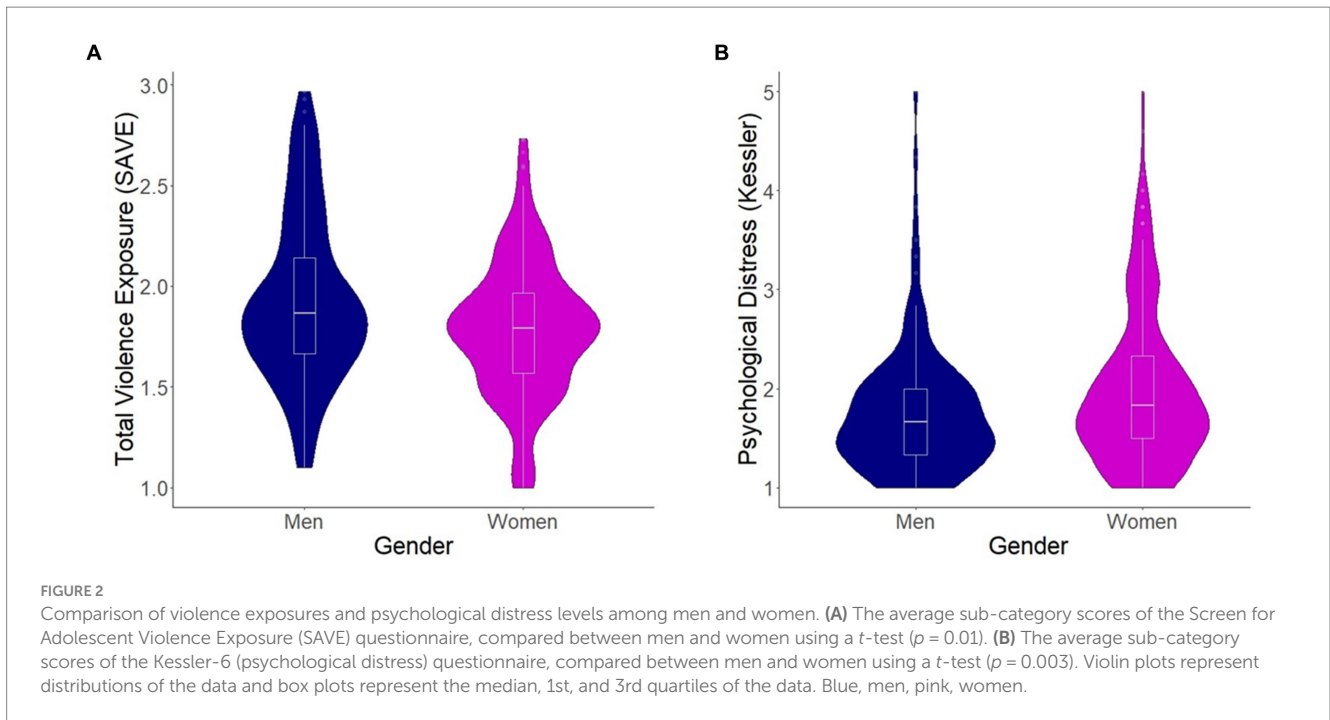 A
Total Violence Exposure (SAVE)
3.0
2.5
2.0
1.5
1.0
Men
Women
Gender
B
Psychological Distress (Kessler)
5
4
3
2
1
Men
Women
Gender
FIGURE 2
Comparison of violence exposures and psychological distress levels among men and women. (A) The average sub-category scores of the Screen for
Adolescent Violence Exposure (SAVE) questionnaire, compared between men and women using a t-test (p = 0.01). (B) The average sub-category
scores of the Kessler-6 (psychological distress) questionnaire, compared between men and women using a t-test (p = 0.003). Violin plots represent
distributions of the data and box plots represent the median, 1st, and 3rd quartiles of the data. Blue, men, pink, women.